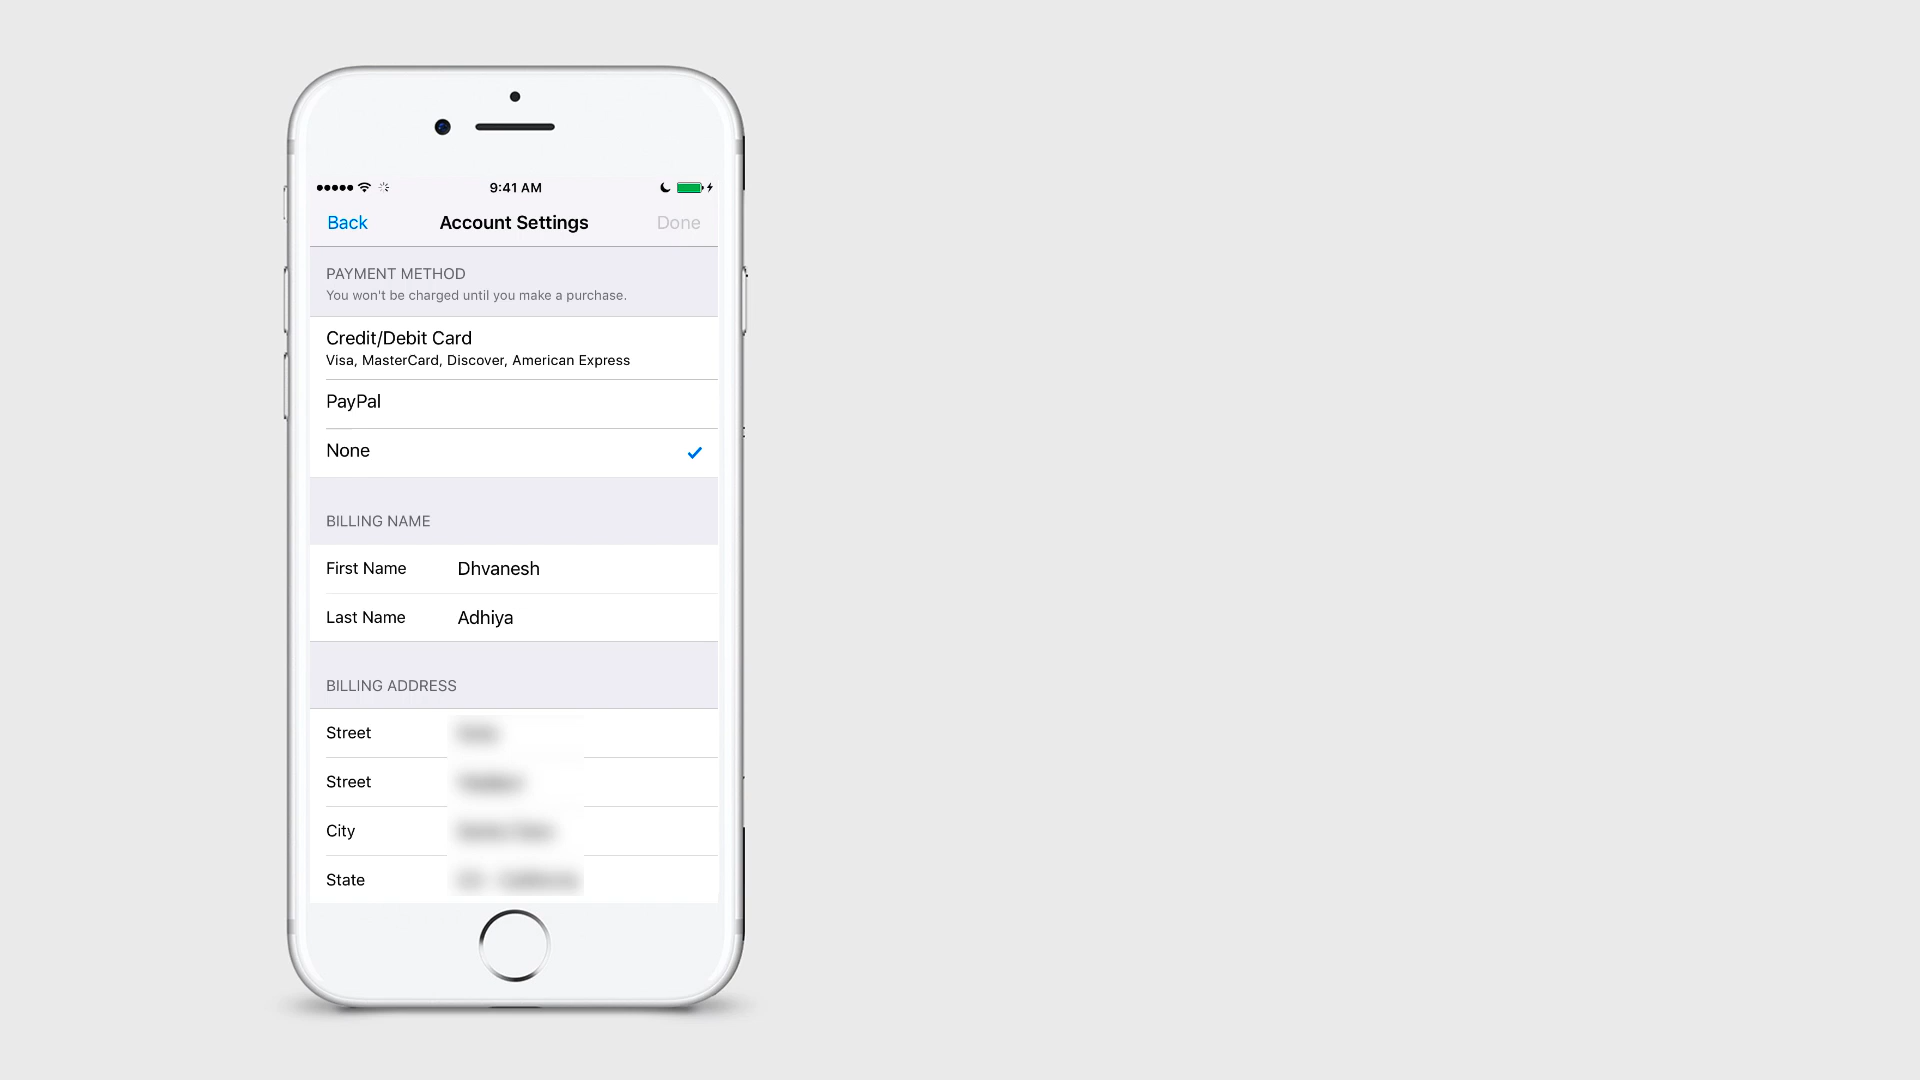 9:41 AM
Back Account Settings Done
PAYMENT METHOD
You won't be charged until you make a purchase.
Credit/Debit Card
Visa, MasterCard, Discover, American Express
PayPal
None
BILLING NAME
First Name Dhvanesh
Last Name Adhiya
BILLING ADDRESS
Street
Street
City
State